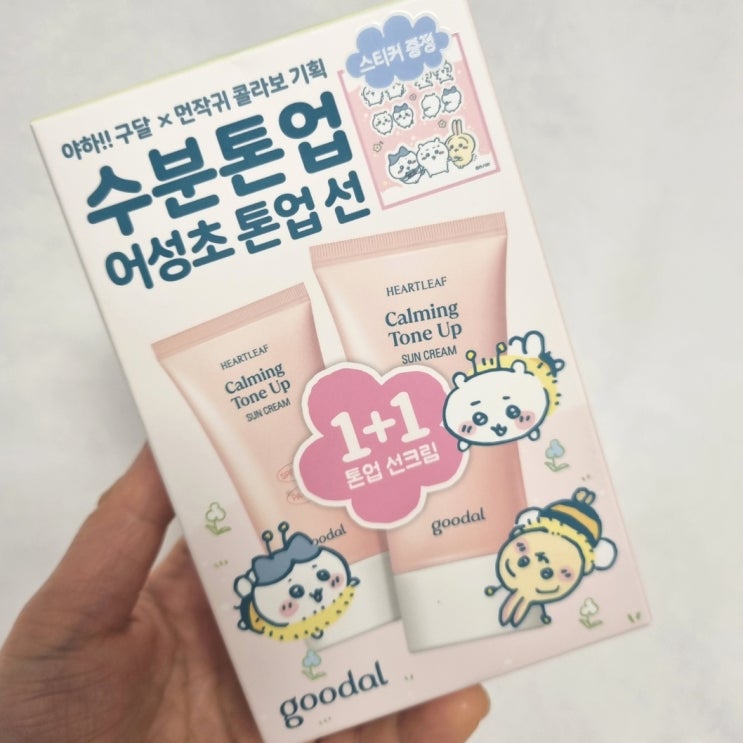 야하!! 구달 × 먼작귀 콜라보 기획
스티커 증정
수분톤업
어성초 톤업 선
HEARTLEAF
Calming
Tone Up
SUN CREAM
HEARTLEAF
Calming
Tone Up
SUN CREAM
1+1
톤업 선크림
goodal
goodal
goodal